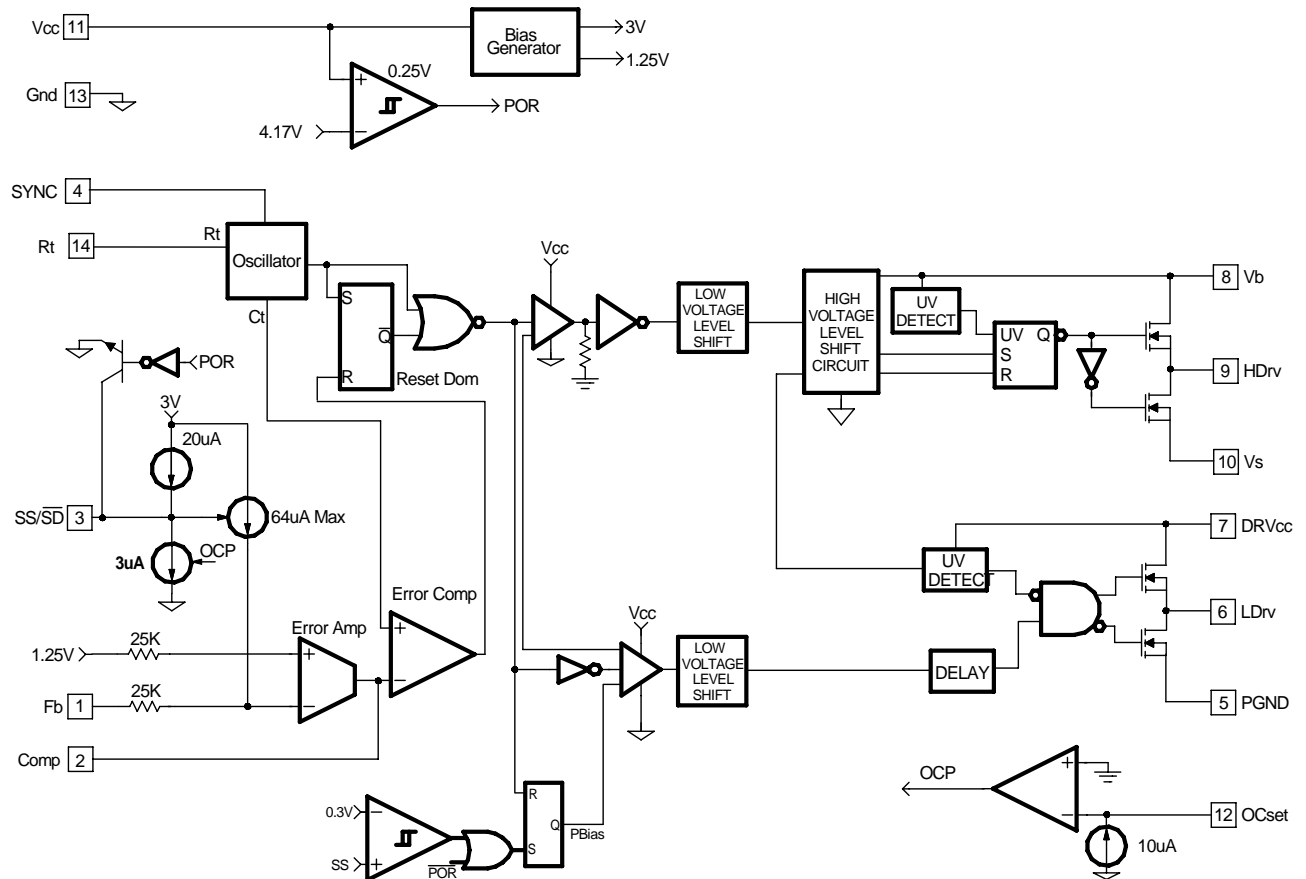 Vcc 11
Bias
Generator
3V
1.25V
0.25V
+
POR
Gnd 13
4.17V
−
SYNC 4
Rt 14
Rt
Oscillator
Ct
S
Q
R
Reset Dom
Vcc
LOW
VOLTAGE
LEVEL
SHIFT
HIGH
VOLTAGE
LEVEL
SHIFT
CIRCUIT
UV
DETECT
UV Q
S
R
8 Vb
9 HDrv
10 Vs
POR
3V
20uA
SS/SD 3
64uA Max
3uA
OCP
7 DRVcc
UV
DETECT
6 LDrv
5 PGND
Error Comp
+
−
Error Amp
+
−
1.25V
25K
Fb 1
25K
Comp 2
Vcc
LOW
VOLTAGE
LEVEL
SHIFT
DELAY
0.3V
−
SS
+
POR
R
Q
S
PBias
OCP
+
−
12 OCset
10uA